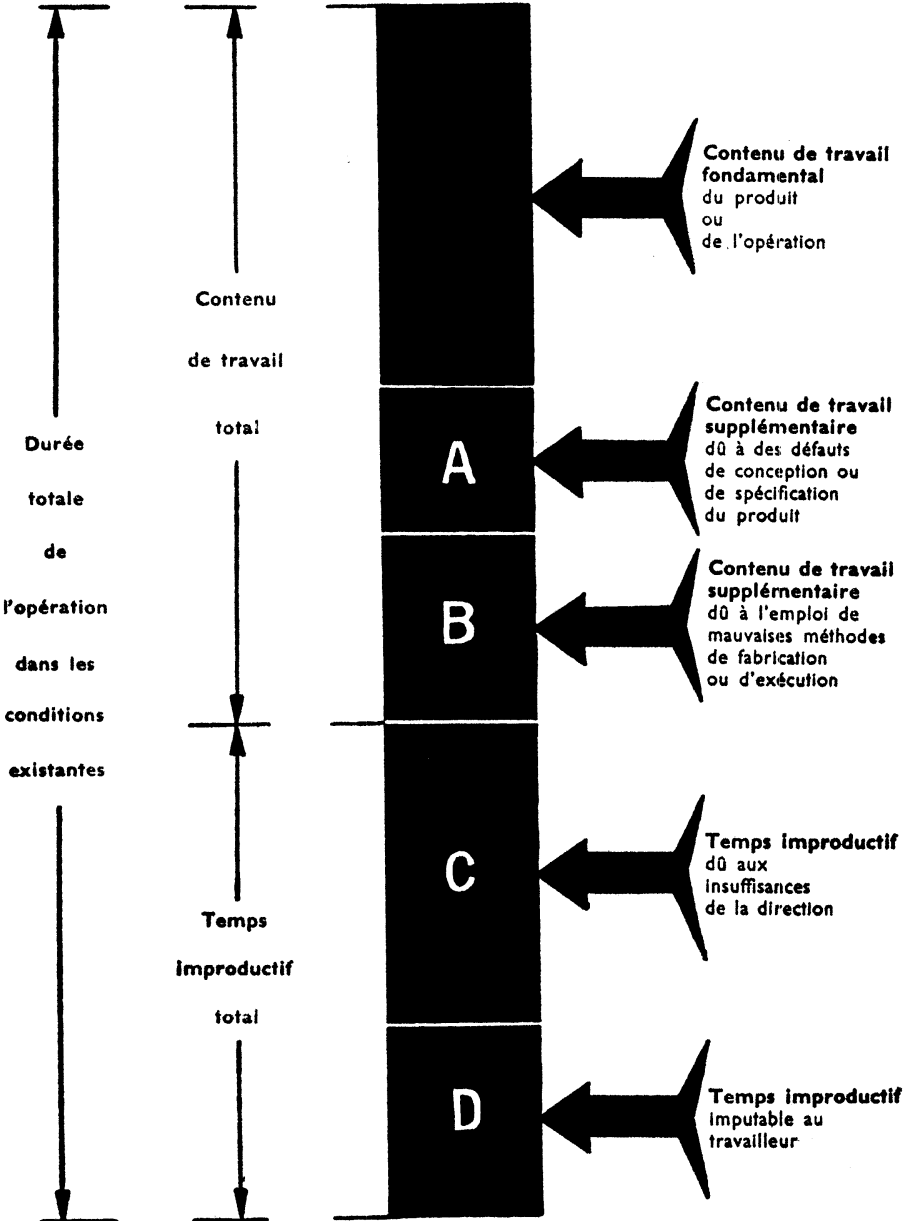 Durée
totale
de
l'opération
dans les
conditions
existantes
Contenu
de travail
total
Temps
improductif
total
A
B
C
D
Contenu de travail
fondamental
du produit
ou
de l'opération
Contenu de travail
supplémentaire
dû à des défauts
de conception ou
de spécification
du produit
Contenu de travail
supplémentaire
dû à l'emploi de
mauvaises méthodes
de fabrication
ou d'exécution
Temps improductif
dû aux
insuffisances
de la direction
Temps improductif
imputable au
travailleur